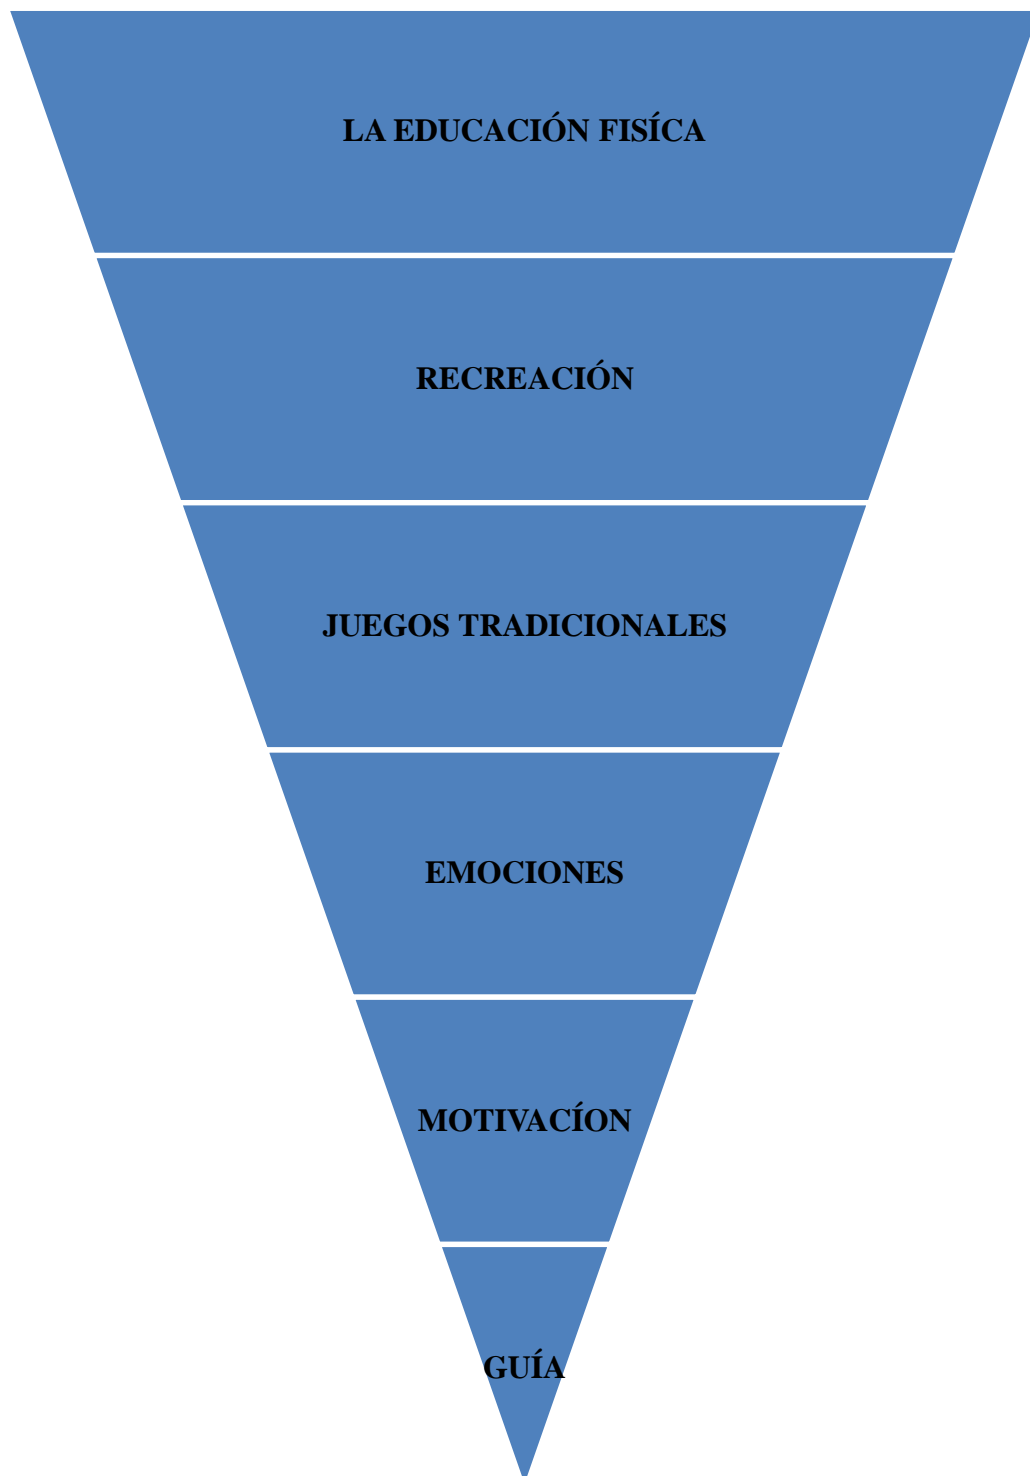 LA EDUCACIÓN FISÍCA
RECREACIÓN
JUEGOS TRADICIONALES
EMOCIONES
MOTIVACÍON
GUÍA